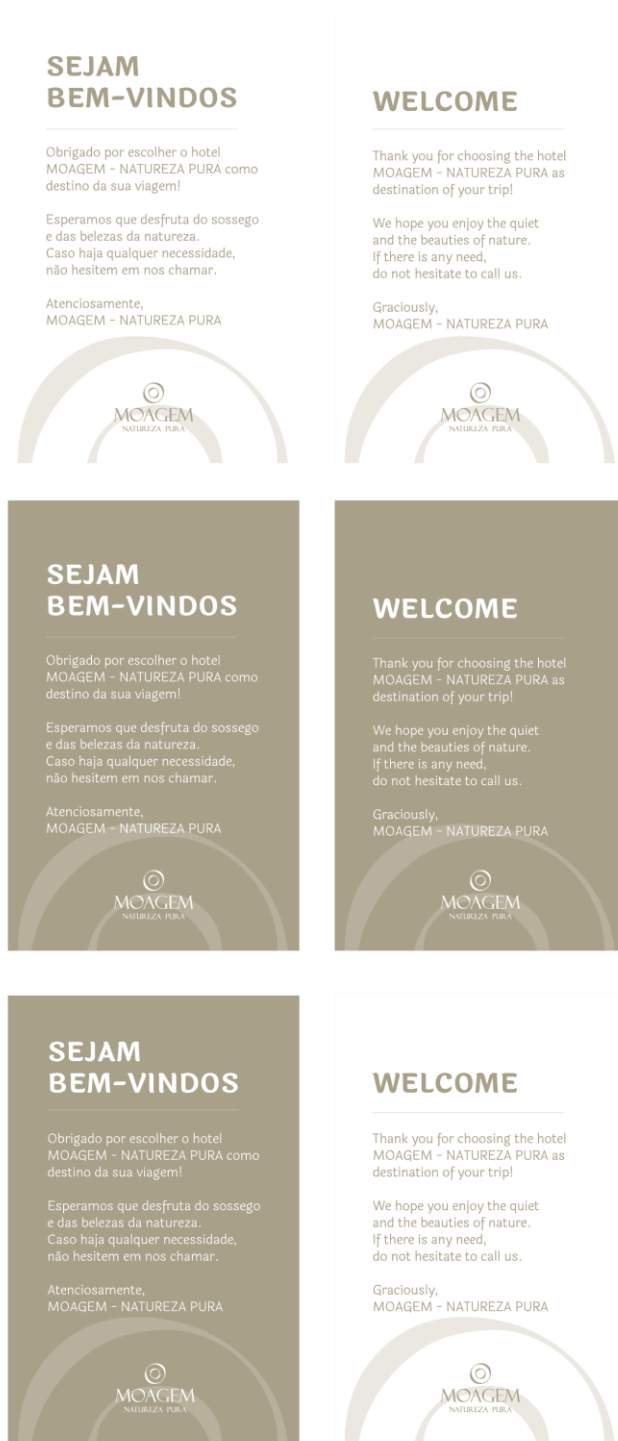 SEJAM
BEM-VINDOS
Obrigado por escolher o hotel
MOAGEM - NATUREZA PURA como
destino da sua viagem!
Esperamos que desfruta do sossego
e das belezas da natureza.
Caso haja qualquer necessidade,
não hesitem em nos chamar.
Atenciosamente,
MOAGEM - NATUREZA PURA
MOAGEM
NATUREZA PURA
WELCOME
Thank you for choosing the hotel
MOAGEM - NATUREZA PURA as
destination of your trip!
We hope you enjoy the quiet
and the beauties of nature.
If there is any need,
do not hesitate to call us.
Graciously,
MOAGEM - NATUREZA PURA
MOAGEM
NATUREZA PURA
SEJAM
BEM-VINDOS
Obrigado por escolher o hotel
MOAGEM - NATUREZA PURA como
destino da sua viagem!
Esperamos que desfruta do sossego
e das belezas da natureza.
Caso haja qualquer necessidade,
não hesitem em nos chamar.
Atenciosamente,
MOAGEM - NATUREZA PURA
MOAGEM
NATUREZA PURA
WELCOME
Thank you for choosing the hotel
MOAGEM - NATUREZA PURA as
destination of your trip!
We hope you enjoy the quiet
and the beauties of nature.
If there is any need,
do not hesitate to call us.
Graciously,
MOAGEM - NATUREZA PURA
MOAGEM
NATUREZA PURA
SEJAM
BEM-VINDOS
Obrigado por escolher o hotel
MOAGEM - NATUREZA PURA como
destino da sua viagem!
Esperamos que desfruta do sossego
e das belezas da natureza.
Caso haja qualquer necessidade,
não hesitem em nos chamar.
Atenciosamente,
MOAGEM - NATUREZA PURA
MOAGEM
NATUREZA PURA
WELCOME
Thank you for choosing the hotel
MOAGEM - NATUREZA PURA as
destination of your trip!
We hope you enjoy the quiet
and the beauties of nature.
If there is any need,
do not hesitate to call us.
Graciously,
MOAGEM - NATUREZA PURA
MOAGEM
NATUREZA PURA